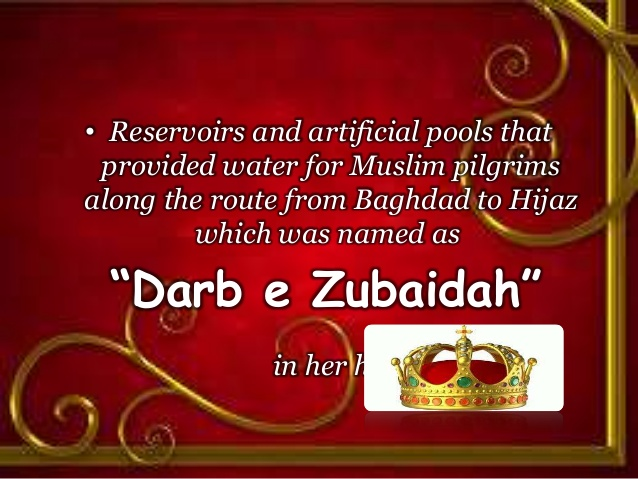 • Reservoirs and artificial pools that
provided water for Muslim pilgrims
along the route from Baghdad to Hijaz
which was named as
“Darb e Zubaidah”
in her